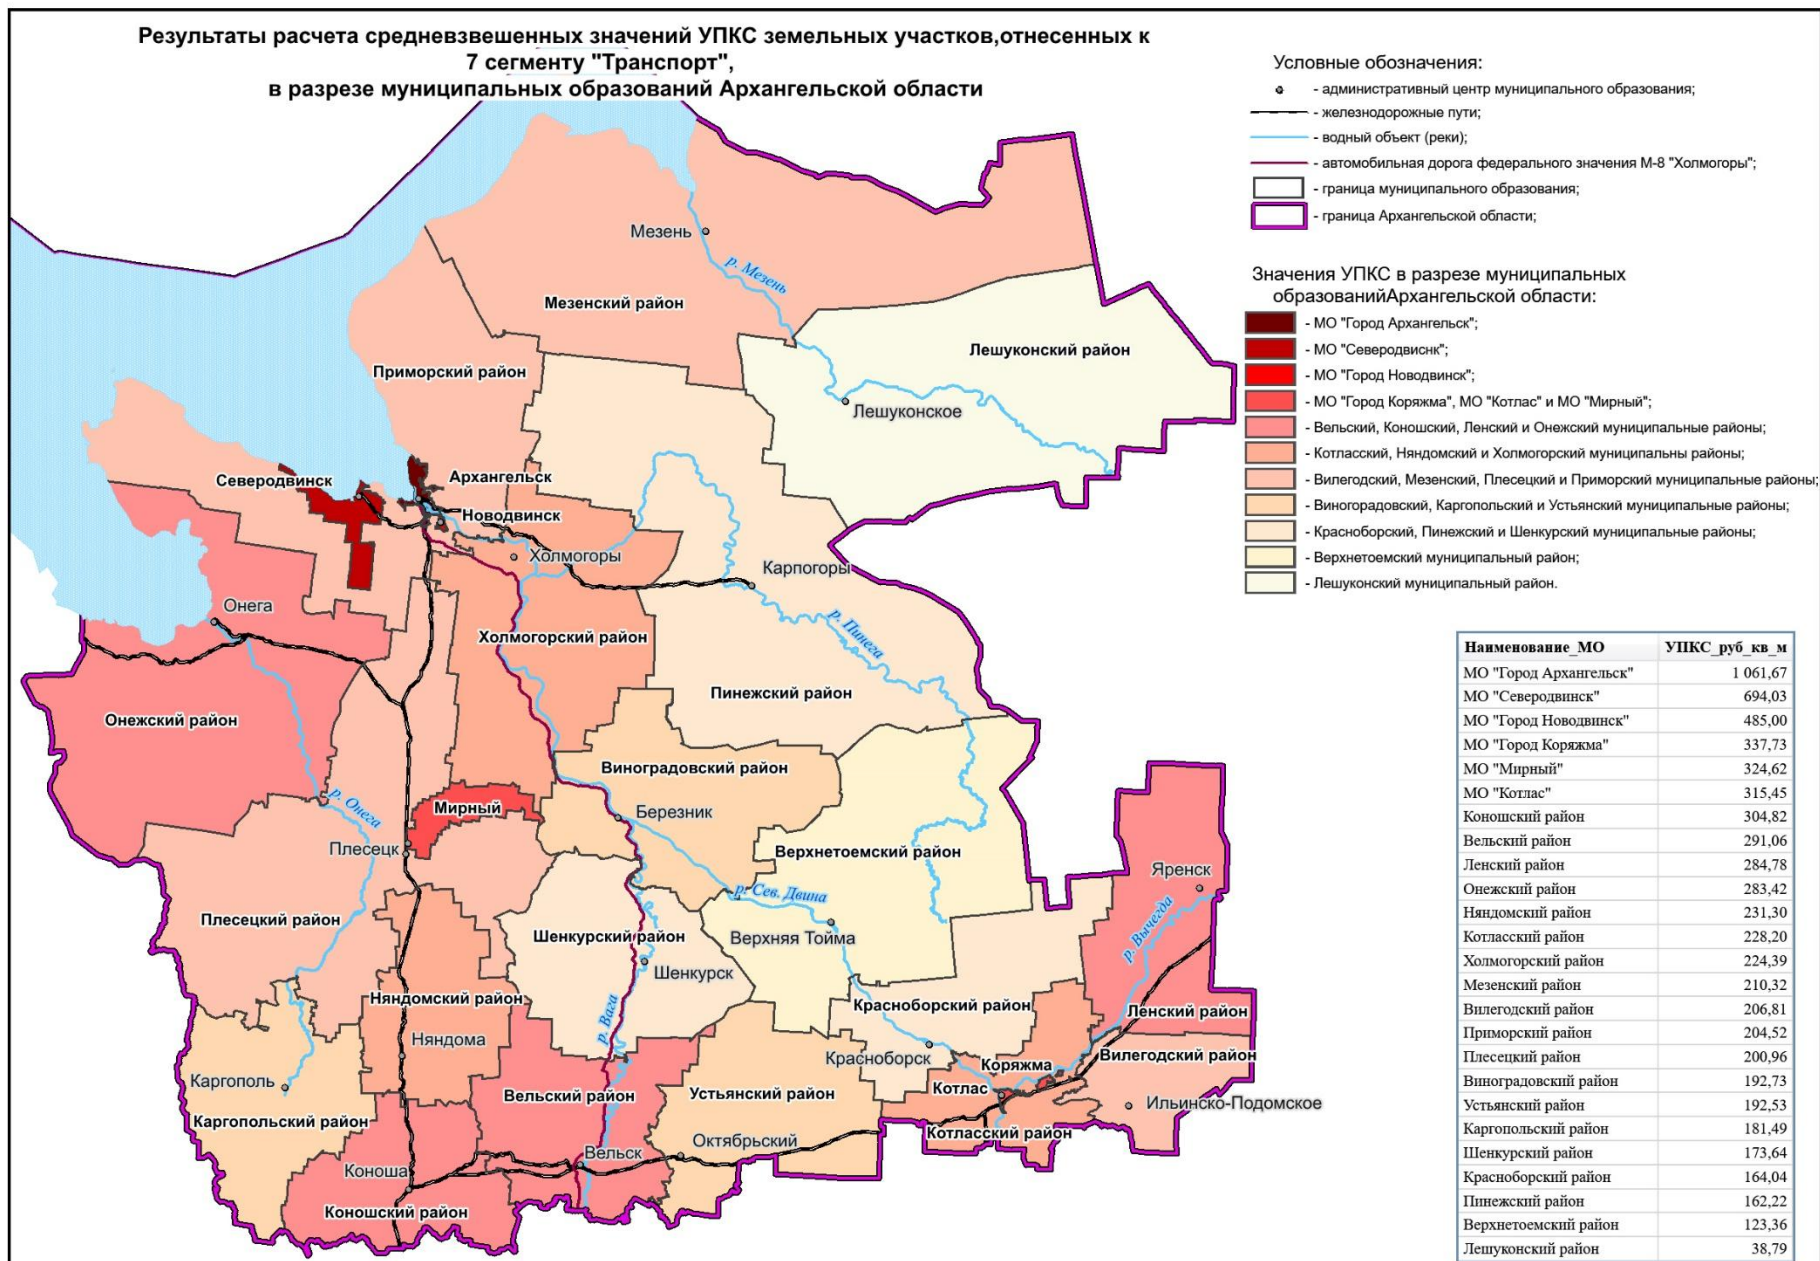 Результаты расчета средневзвешенных значений УПКС земельных участков,отнесенных к
7 сегменту "Транспорт",
в разрезе муниципальных образований Архангельской области
Условные обозначения:
- административный центр муниципального образования;
- железнодорожные пути;
- водный объект (реки);
- автомобильная дорога федерального значения М-8 "Холмогоры";
- граница муниципального образования;
- граница Архангельской области;
Значения УПКС в разрезе муниципальных
образованийАрхангельской области:
- МО "Город Архангельск";
- МО "Северодвиснк";
- МО "Город Новодвинск";
- МО "Город Коряжма", МО "Котлас" и МО "Мирный";
- Вельский, Коношский, Ленский и Онежский муниципальные районы;
- Котласский, Няндомский и Холмогорский муниципальны районы;
- Вилегодский, Мезенский, Плесецкий и Приморский муниципальные районы;
- Виногорадовский, Каргопольский и Устьянский муниципальные районы;
- Красноборский, Пинежский и Шенкурский муниципальные районы;
- Верхнетоемский муниципальный район;
- Лешуконский муниципальный район.
Мезень
р. Мезень
Мезенский район
Лешуконский район
Приморский район
Лешуконское
Северодвинск
Архангельск
Новодвинск
Холмогоры
Карпогоры
Онега
р. Пинега
Холмогорский район
Пинежский район
Онежский район
Виноградовский район
р. Онега
Мирный
Березник
Плесецк
Верхнетоемский район
Яренск
р. Сев. Двина
Плесецкий район
р. Вычегда
Шенкурский район
Верхняя Тойма
Шенкурск
Няндомский район
р. Вага
Красноборский район
Ленский район
Няндома
Красноборск
Коряжма
Вилегодский район
Каргополь
Котлас
Вельский район
Устьянский район
Ильинско-Подомское
Каргопольский район
Котласский район
Октябрьский
Вельск
Коноша
Коношский район
Наименование_МО УПКС_руб_кв_м
МО "Город Архангельск" 1 061,67
МО "Северодвинск" 694,03
МО "Город Новодвинск" 485,00
МО "Город Коряжма" 337,73
МО "Мирный" 324,62
МО "Котлас" 315,45
Коношский район 304,82
Вельский район 291,06
Ленский район 284,78
Онежский район 283,42
Няндомский район 231,30
Котласский район 228,20
Холмогорский район 224,39
Мезенский район 210,32
Вилегодский район 206,81
Приморский район 204,52
Плесецкий район 200,96
Виноградовский район 192,73
Устьянский район 192,53
Каргопольский район 181,49
Шенкурский район 173,64
Красноборский район 164,04
Пинежский район 162,22
Верхнетоемский район 123,36
Лешуконский район 38,79